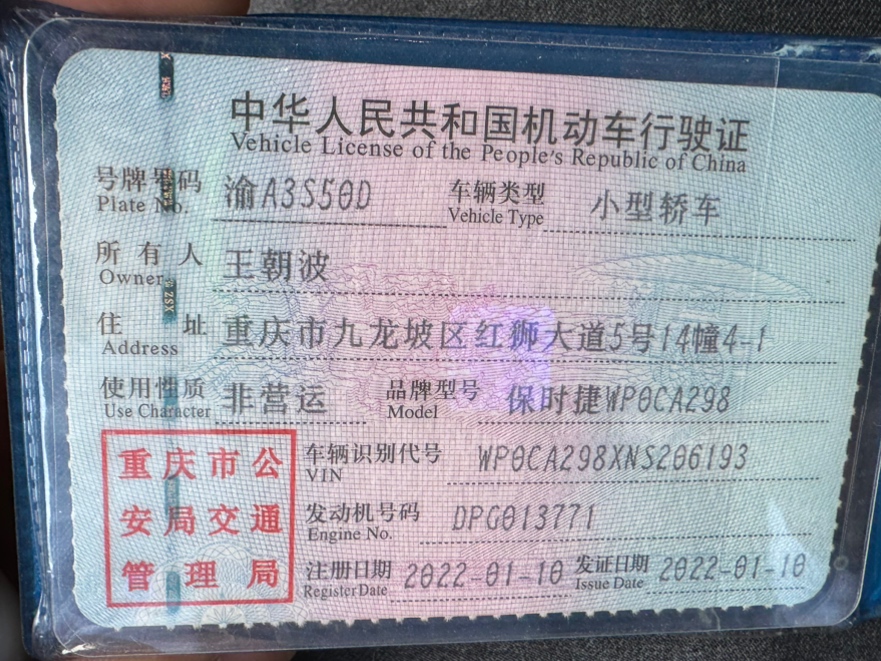 中华人民共和国机动车行驶证
Vehicle License of the People's Republic of China
号牌号码 渝A3S50D 车辆类型 小型轿车
Plate No. Vehicle Type
所有人 王朝波
Owner
住址 重庆市九龙坡区红狮大道5号14幢4-1
Address
使用性质 非营运 品牌型号 保时捷WP0CA298
Use Character Model
重庆市公 车辆识别代号 WP0CA298XNS206193
VIN
安局交通 发动机号码 DPG013771
Engine No.
管理局 注册日期 2022-01-10 发证日期 2022-01-10
Register Date Issue Date